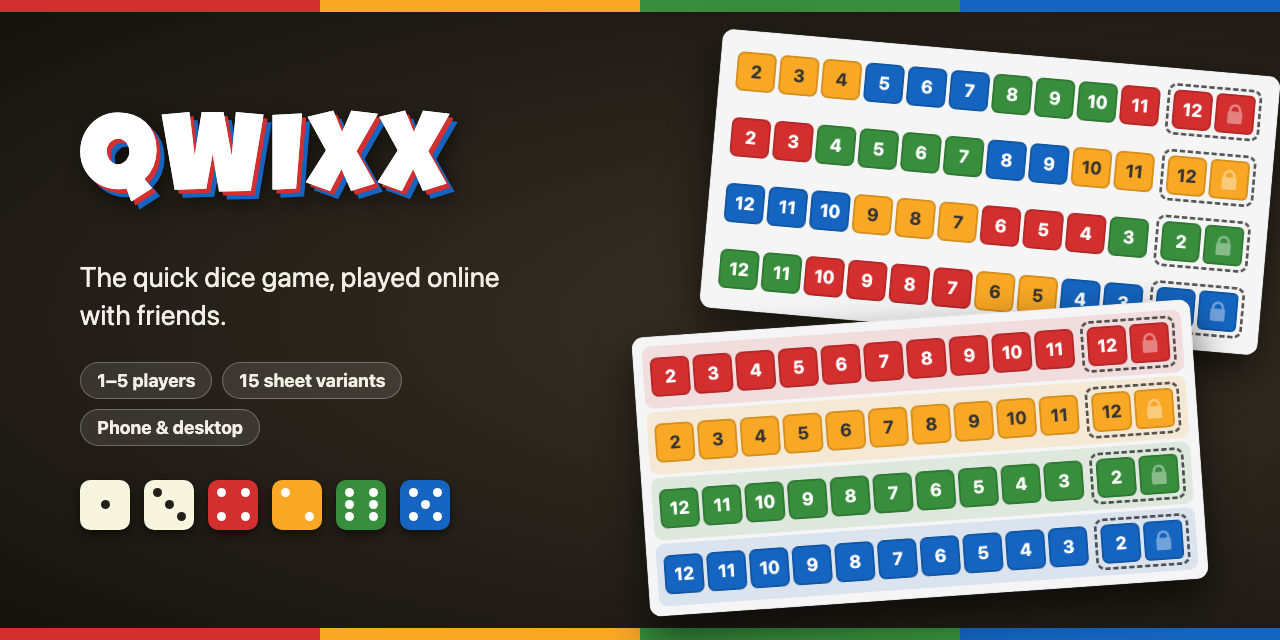 QWIXX
The quick dice game, played online
with friends.
1–5 players
15 sheet variants
Phone & desktop
2 3 4 5 6 7 8 9 10 11 12
2 3 4 5 6 7 8 9 10 11 12
12 11 10 9 8 7 6 5 4 3 2
12 11 10 9 8 7 6 5 4 3
2 3 4 5 6 7 8 9 10 11 12
2 3 4 5 6 7 8 9 10 11 12
12 11 10 9 8 7 6 5 4 3 2
12 11 10 9 8 7 6 5 4 3 2